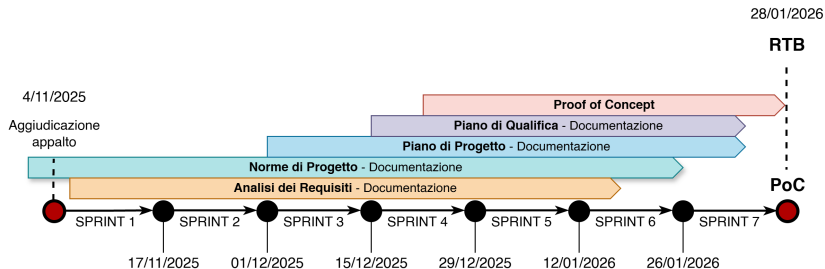 28/01/2026
RTB
4/11/2025
Aggiudicazione
appalto
Proof of Concept
Piano di Qualifica - Documentazione
Piano di Progetto - Documentazione
Norme di Progetto - Documentazione
Analisi dei Requisiti - Documentazione
PoC
SPRINT 1 SPRINT 2 SPRINT 3 SPRINT 4 SPRINT 5 SPRINT 6 SPRINT 7
17/11/2025 01/12/2025 15/12/2025 29/12/2025 12/01/2026 26/01/2026